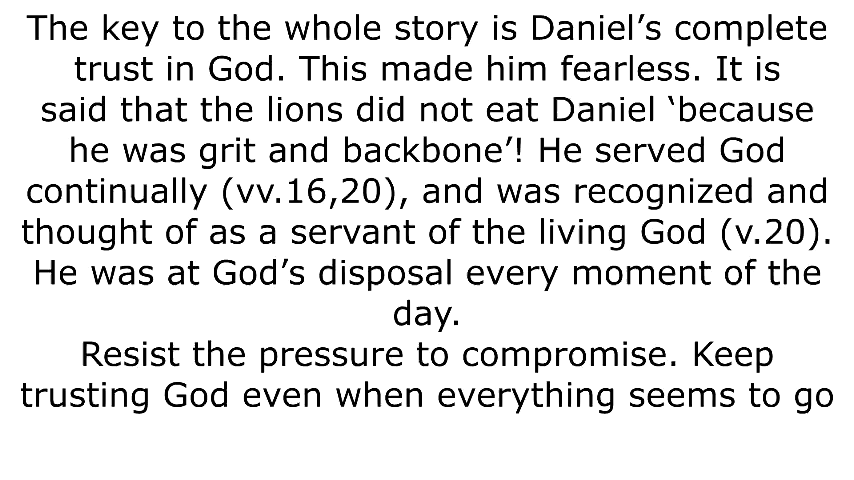 The key to the whole story is Daniel’s complete
trust in God. This made him fearless. It is
said that the lions did not eat Daniel ‘because
he was grit and backbone’! He served God
continually (vv.16,20), and was recognized and
thought of as a servant of the living God (v.20).
He was at God’s disposal every moment of the
day.
Resist the pressure to compromise. Keep
trusting God even when everything seems to go